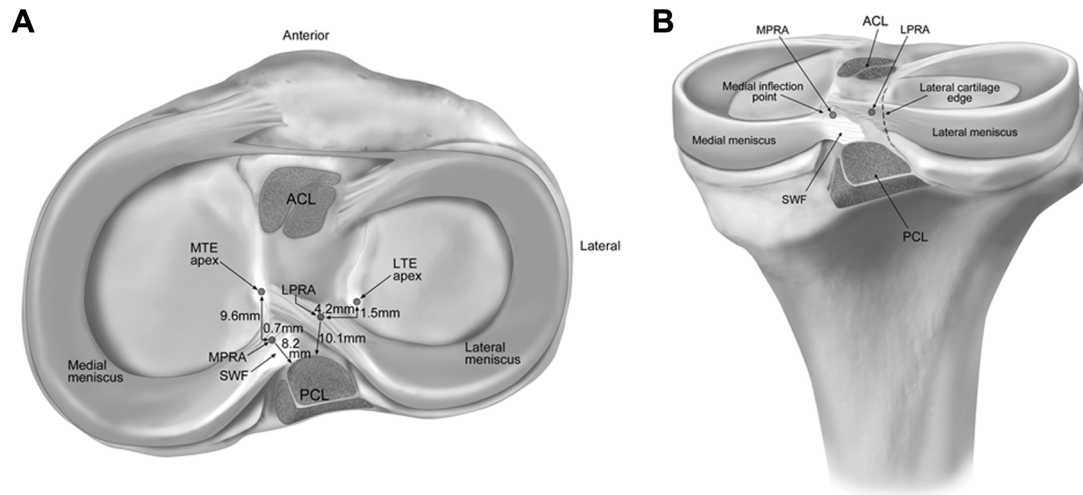 A
Anterior
ACL
Lateral
MTE
apex
LTE
apex
LPRA
4.2mm
1.5mm
9.6mm
0.7mm
10.1mm
8.2
mm
MPRA
SWF
Medial
meniscus
Lateral
meniscus
PCL
B
MPRA
ACL
LPRA
Medial inflection
point
Lateral cartilage
edge
Medial meniscus
Lateral meniscus
SWF
PCL